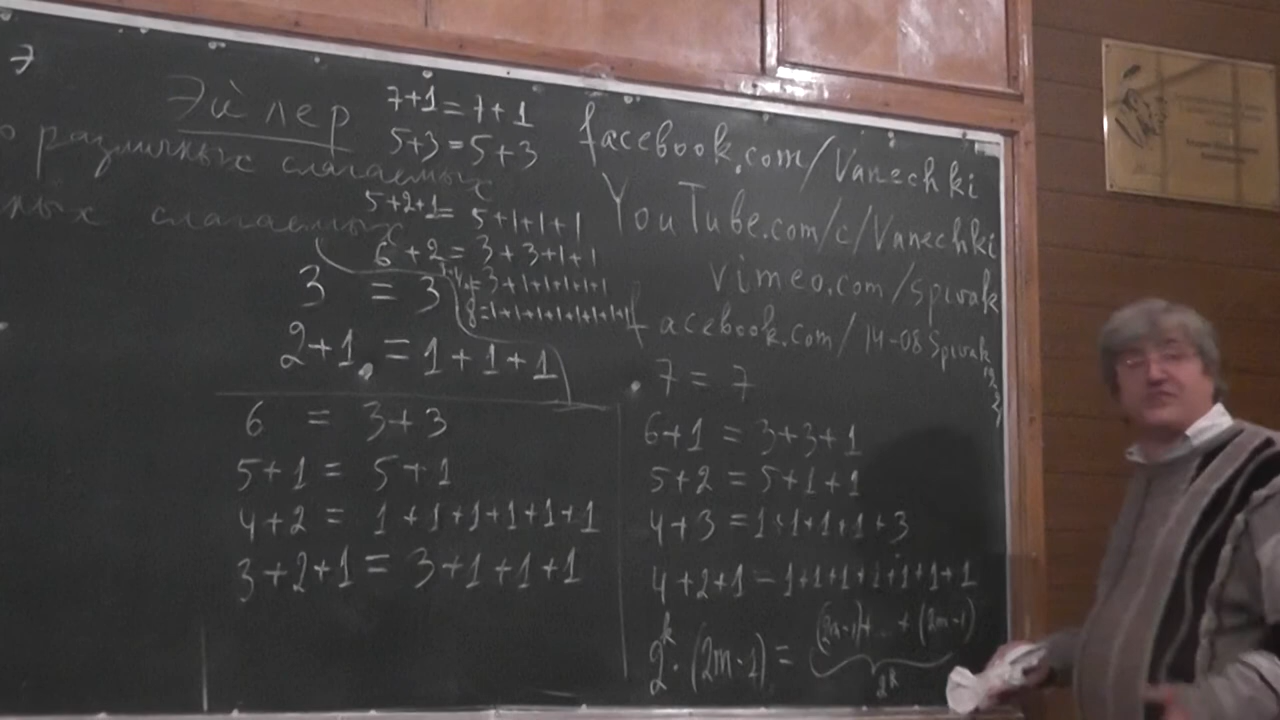 Эйлер
о различных слагаемых
ных слагаемых
7+1 = 7+1
5+3 = 5+3
5+2+1 = 5+1+1+1
6+2 = 3+3+1+1
= 3+1+1+1+1+1
8=1+1+1+1+1+1+1+1
3 = 3
2+1 = 1+1+1
6 = 3+3
5+1 = 5+1
4+2 = 1+1+1+1+1+1
3+2+1 = 3+1+1+1
facebook.com/Vanechki
YouTube.com/c/Vanechki
vimeo.com/spivak
facebook.com/14-08Spivak
7 = 7
6+1 = 3+3+1
5+2 = 5+1+1
4+3 = 1+1+1+1+3
4+2+1 = 1+1+1+1+1+1+1
2^k · (2m-1) = (2m-1)+...+(2m-1)
2^k